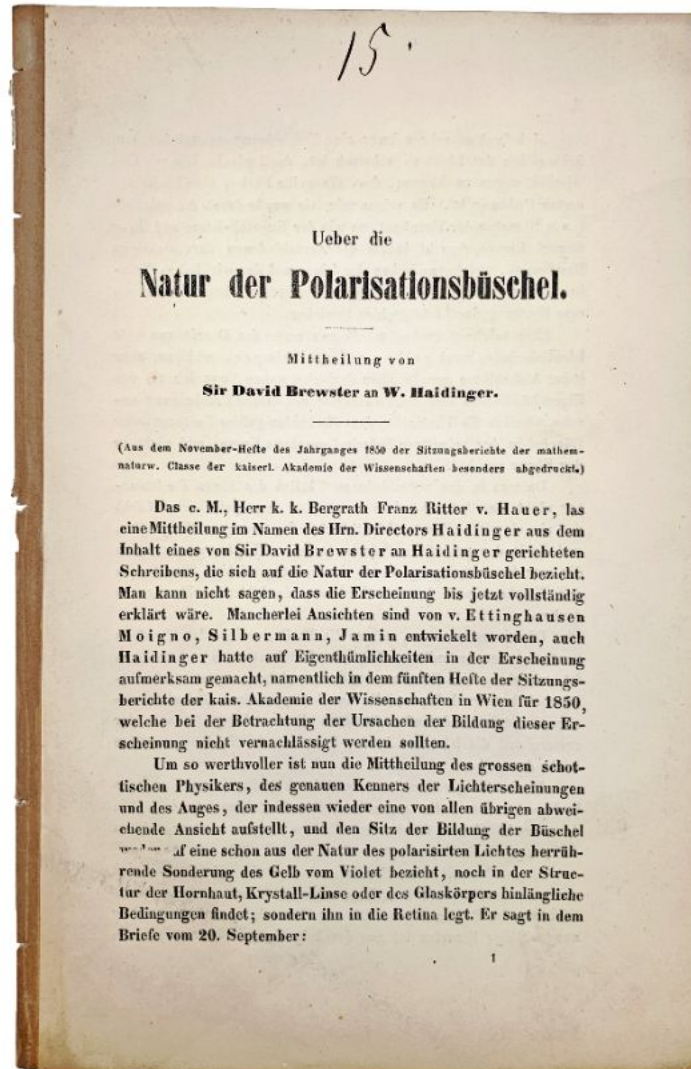 15.
Ueber die
Natur der Polarisationsbüschel.
Mittheilung von
Sir David Brewster an W. Haidinger.
(Aus dem November-Hefte des Jahrganges 1850 der Sitzungsberichte der mathem-
naturw. Classe der kaiserl. Akademie der Wissenschaften besonders abgedruckt.)
Das c. M., Herr k. k. Bergrath Franz Ritter v. Hauer, las
eine Mittheilung im Namen des Hrn. Directors Haidinger aus dem
Inhalt eines von Sir David Brewster an Haidinger gerichteten
Schreibens, die sich auf die Natur der Polarisationsbüschel bezieht.
Man kann nicht sagen, dass die Erscheinung bis jetzt vollständig
erklärt wäre. Mancherlei Ansichten sind von v. Ettinghausen
Moigno, Silbermann, Jamin entwickelt worden, auch
Haidinger hatte auf Eigenthümlichkeiten in der Erscheinung
aufmerksam gemacht, namentlich in dem fünften Hefte der Sitzungs-
berichte der kais. Akademie der Wissenschaften in Wien für 1850,
welche bei der Betrachtung der Ursachen der Bildung dieser Er-
scheinung nicht vernachlässigt werden sollten.
Um so werthvoller ist nun die Mittheilung des grossen schot-
tischen Physikers, des genauen Kenners der Lichterscheinungen
und des Auges, der indessen wieder eine von allen übrigen abwei-
chende Ansicht aufstellt, und den Sitz der Bildung der Büschel
eine schon aus der Natur des polarisirten Lichtes herrüh-
rende Sonderung des Gelb vom Violet bezieht, noch in der Struc-
tur der Hornhaut, Krystall-Linse oder des Glaskörpers hinlängliche
Bedingungen findet; sondern ihn in die Retina legt. Er sagt in dem
Briefe vom 20. September:
1